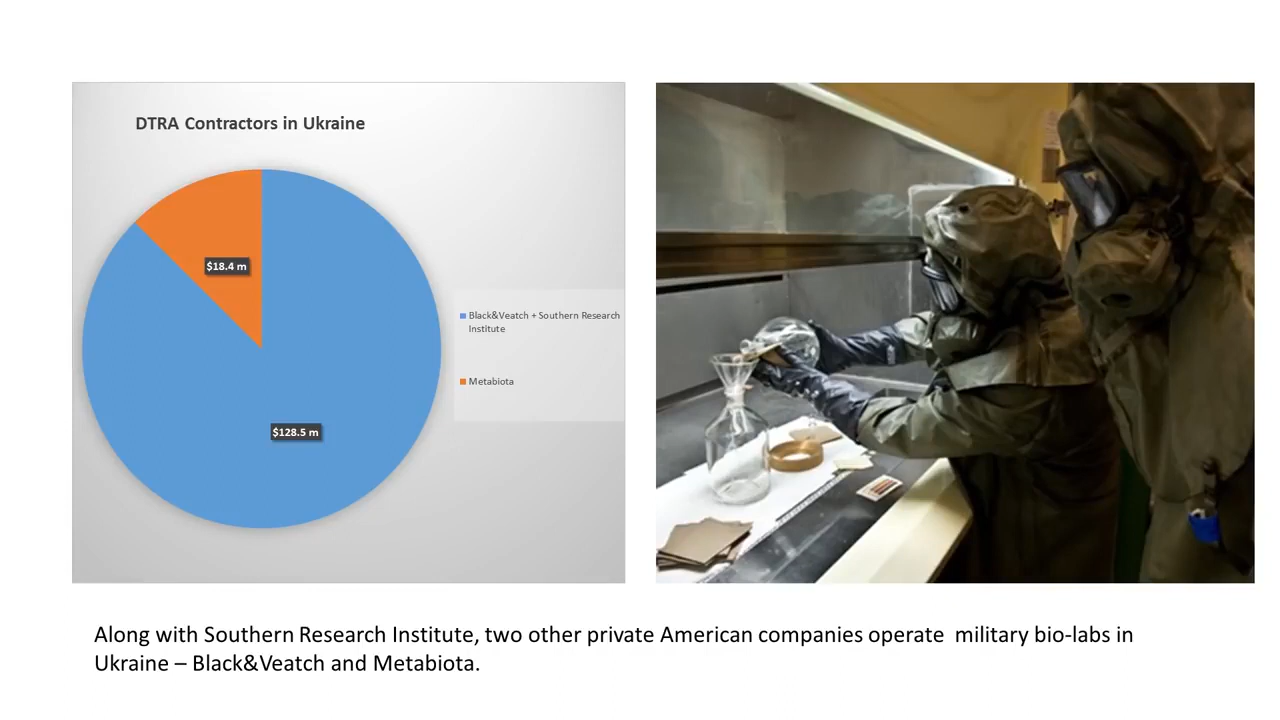 DTRA Contractors in Ukraine
$18.4 m
Black&Veatch + Southern Research
Institute
Metabiota
$128.5 m
Along with Southern Research Institute, two other private American companies operate  military bio-labs in
Ukraine – Black&Veatch and Metabiota.